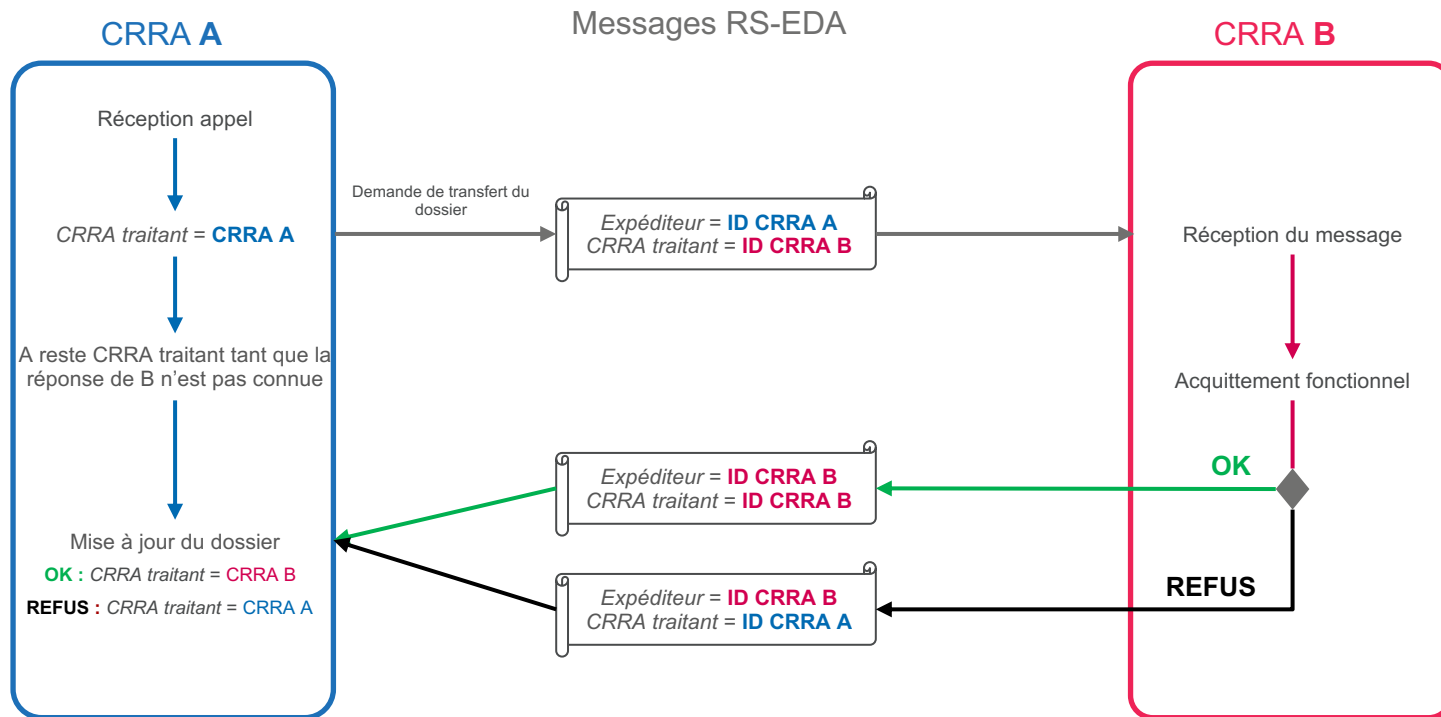 Messages RS-EDA
CRRA A
CRRA B
Réception appel
CRRA traitant = CRRA A
A reste CRRA traitant tant que la
réponse de B n'est pas connue
Mise à jour du dossier
OK : CRRA traitant = CRRA B
REFUS : CRRA traitant = CRRA A
Demande de transfert du
dossier
Expéditeur = ID CRRA A
CRRA traitant = ID CRRA B
Réception du message
Acquittement fonctionnel
OK
Expéditeur = ID CRRA B
CRRA traitant = ID CRRA B
REFUS
Expéditeur = ID CRRA B
CRRA traitant = ID CRRA A